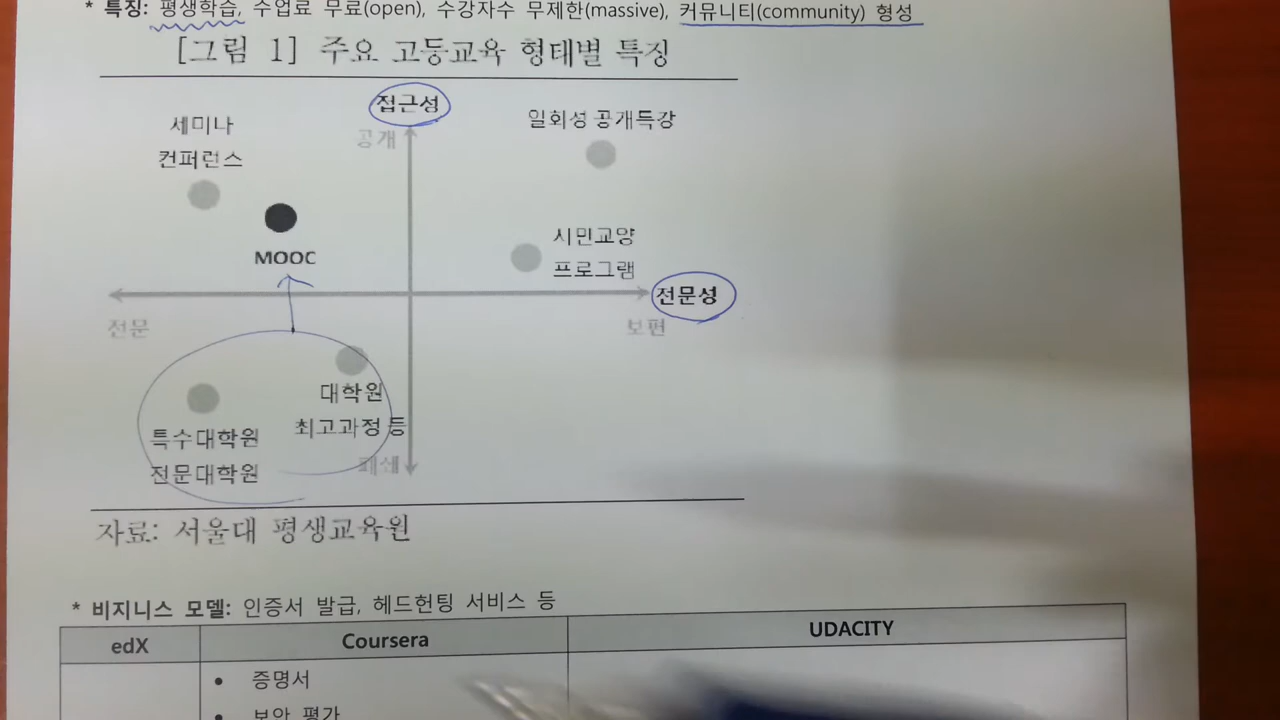 * 특징: 평생학습, 수업료 무료(open), 수강자수 무제한(massive), 커뮤니티(community) 형성
[그림 1] 주요 고등교육 형태별 특징
접근성
공개
세미나
컨퍼런스
일회성 공개특강
MOOC
시민교양
프로그램
전문성
전문
보편
대학원
최고과정 등
특수대학원
전문대학원
폐쇄
자료: 서울대 평생교육원
* 비지니스 모델: 인증서 발급, 헤드헌팅 서비스 등
edX
Coursera
UDACITY
• 증명서
• 보안 평가